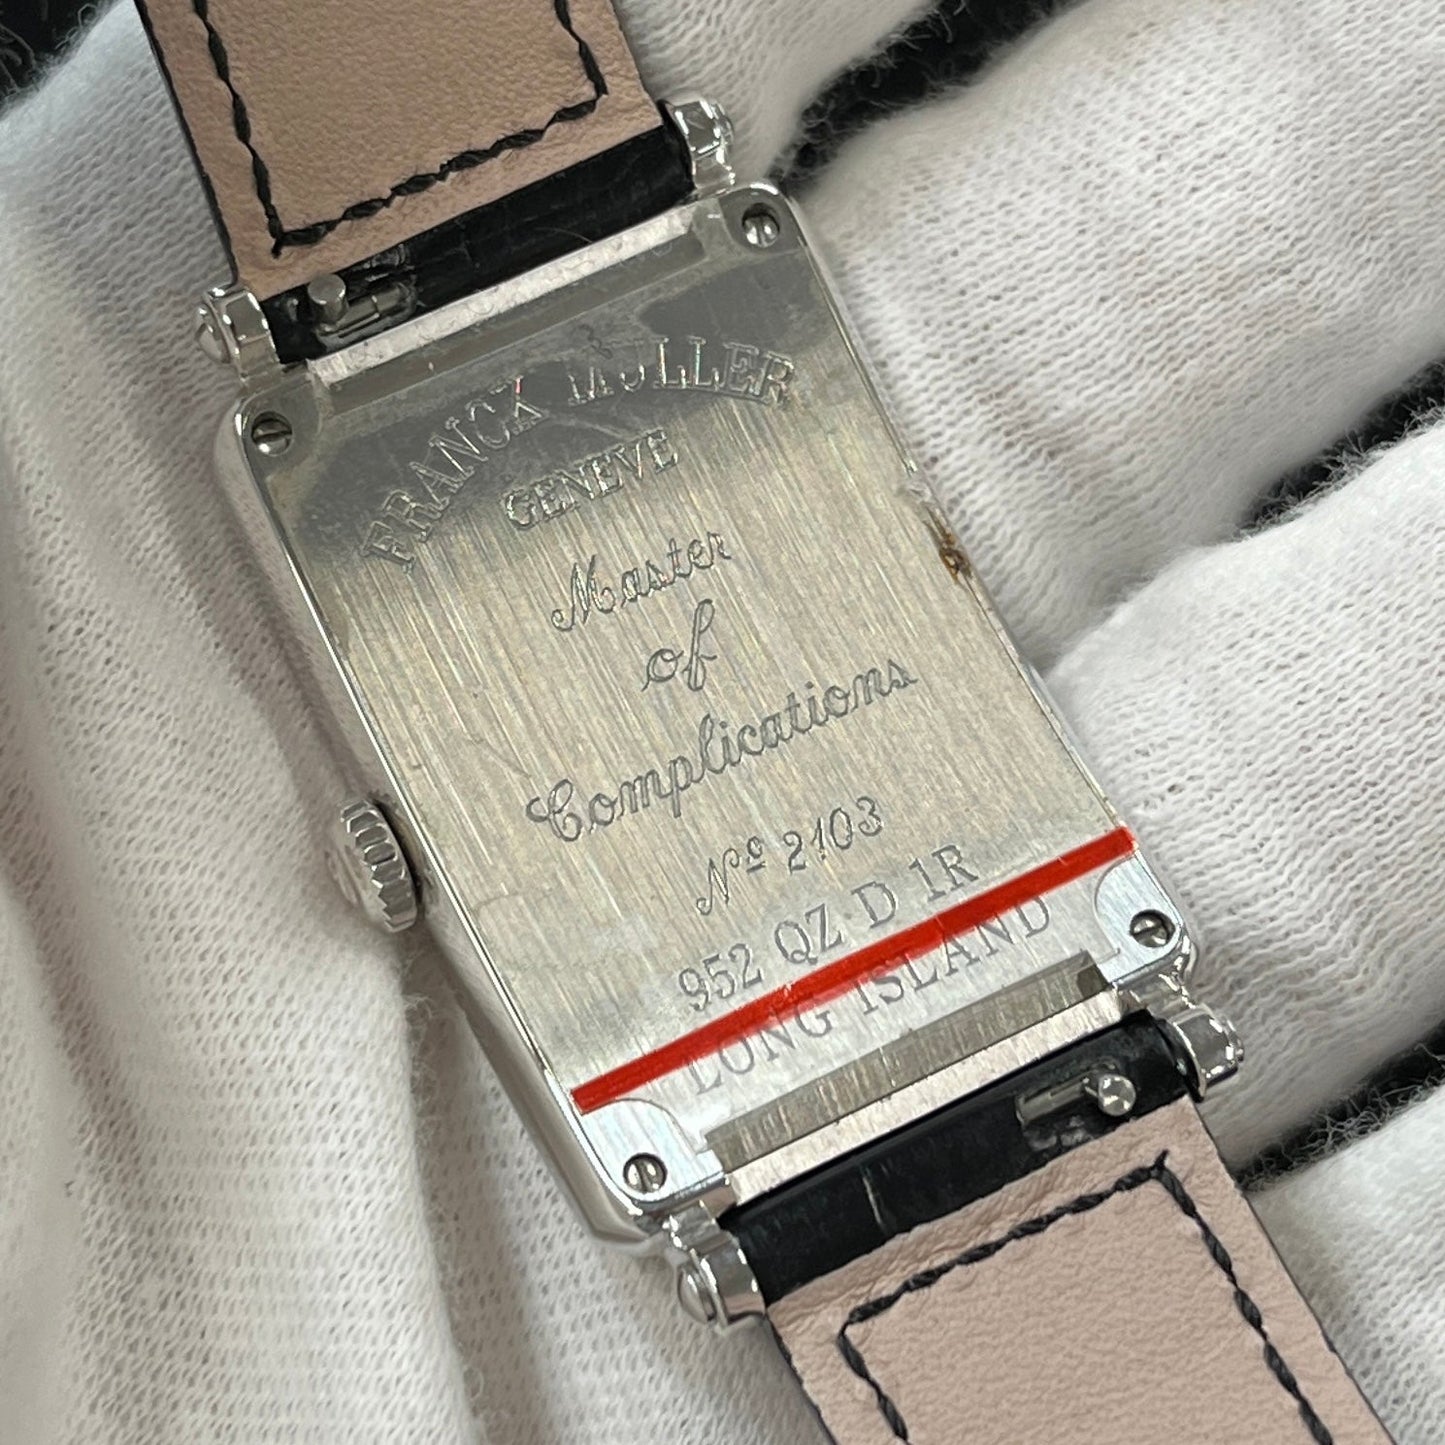 FRANCK MULLER
GENEVE
Master
of
Complications
Nº 2103
952 QZ D 1R
LONG ISLAND